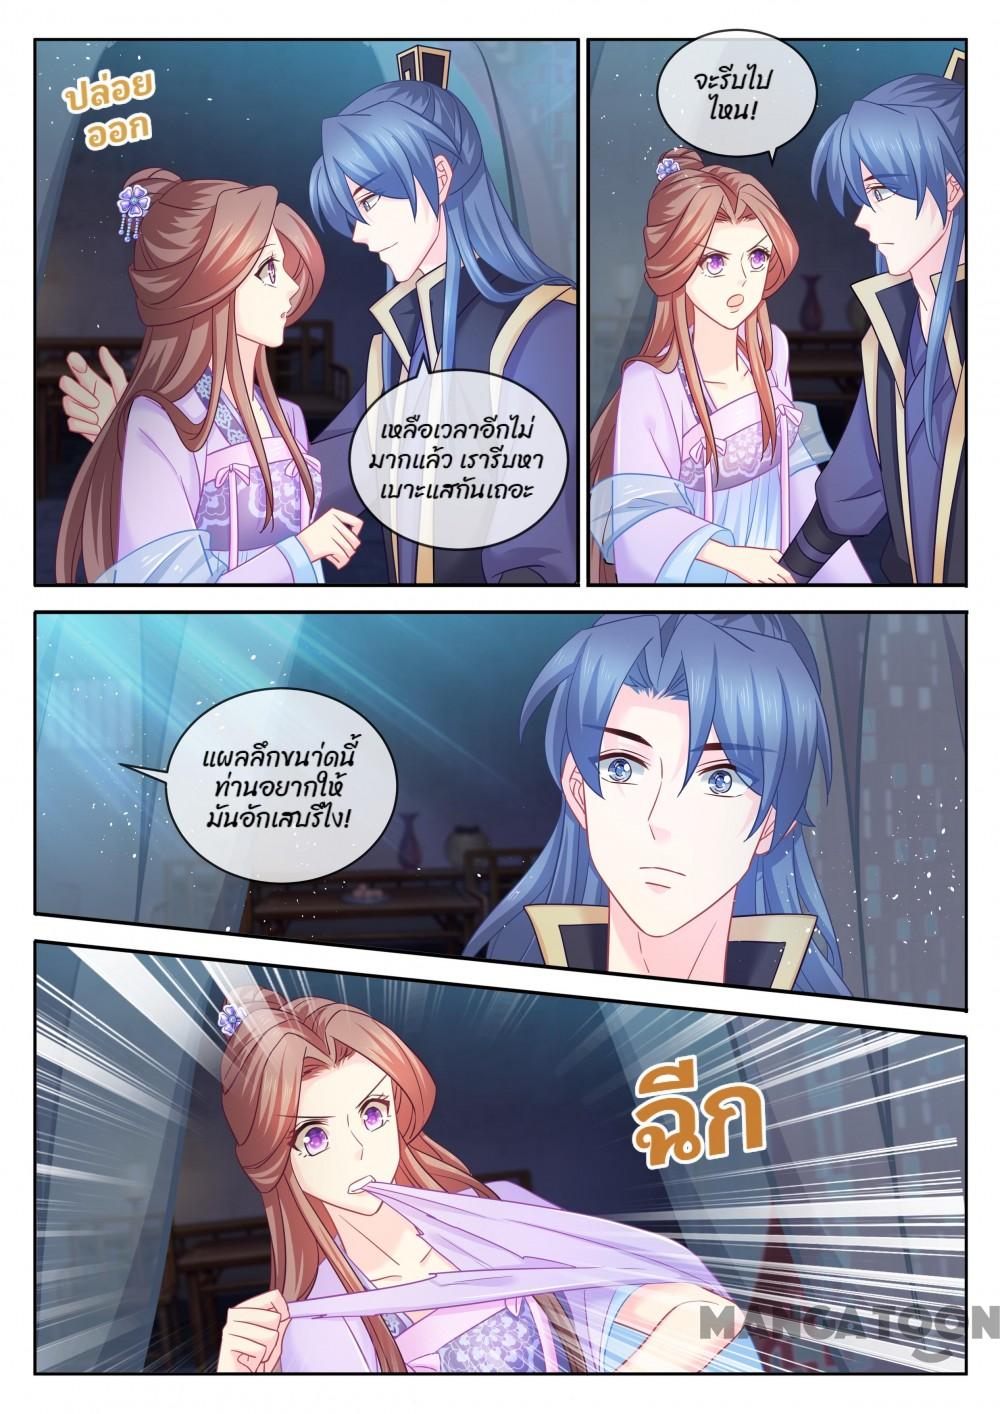 ปล่อย
ออก
เหลือเวลาอีกไม่
มากแล้ว เรารีบหา
เบาะแสกันเถอะ
จะรีบไป
ไหน!
แผลลึกขนาดนี้
ท่านอยากให้
มันอักเสบรึไง!
ฉีก
MANGATOON